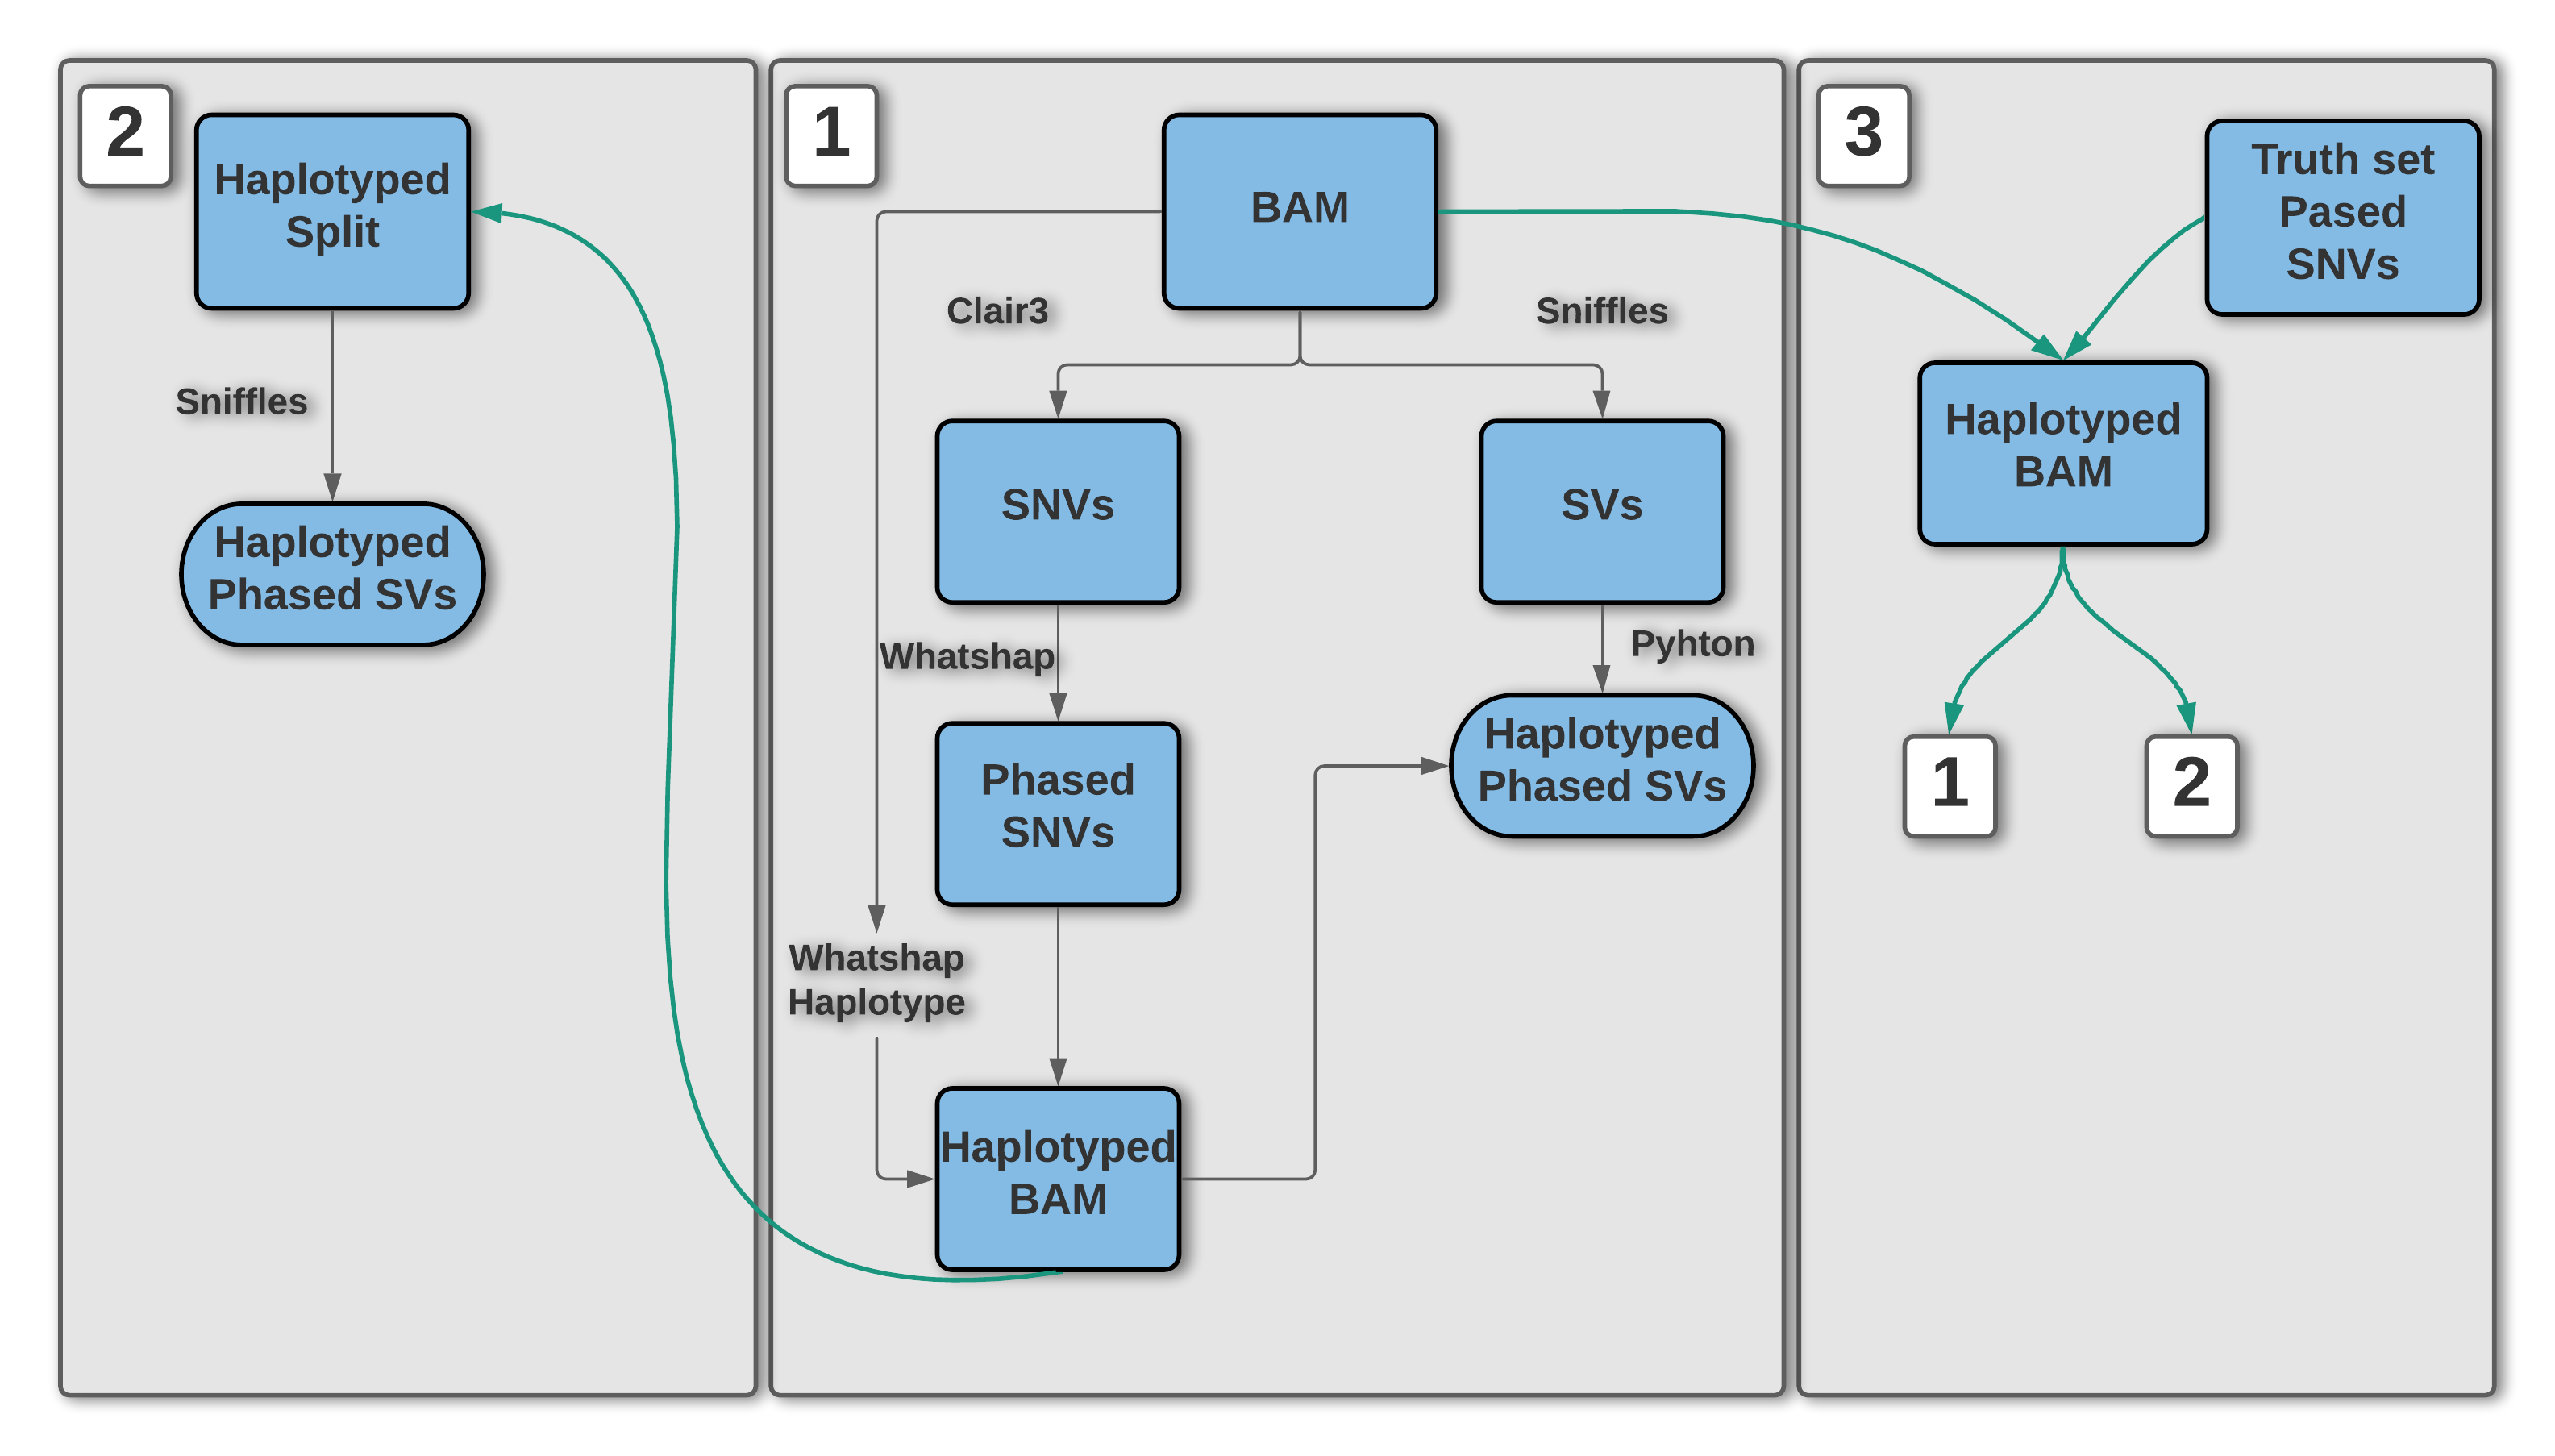 2
Haplotyped
Split
Sniffles
Haplotyped
Phased SVs
1
BAM
Clair3
Sniffles
SNVs
SVs
Whatshap
Pyhton
Phased
SNVs
Haplotyped
Phased SVs
Whatshap
Haplotype
Haplotyped
BAM
3
Truth set
Pased
SNVs
Haplotyped
BAM
1
2